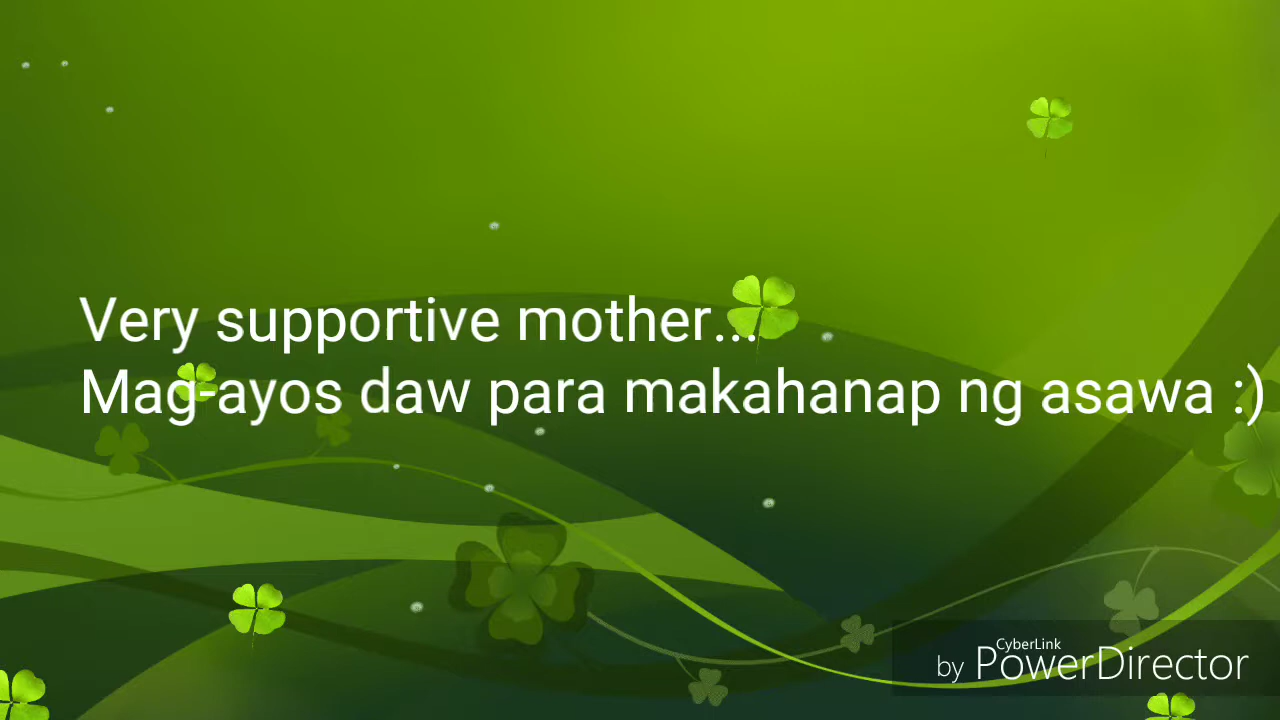 Very supportive mother...
Mag-ayos daw para makahanap ng asawa :)
CyberLink
by PowerDirector